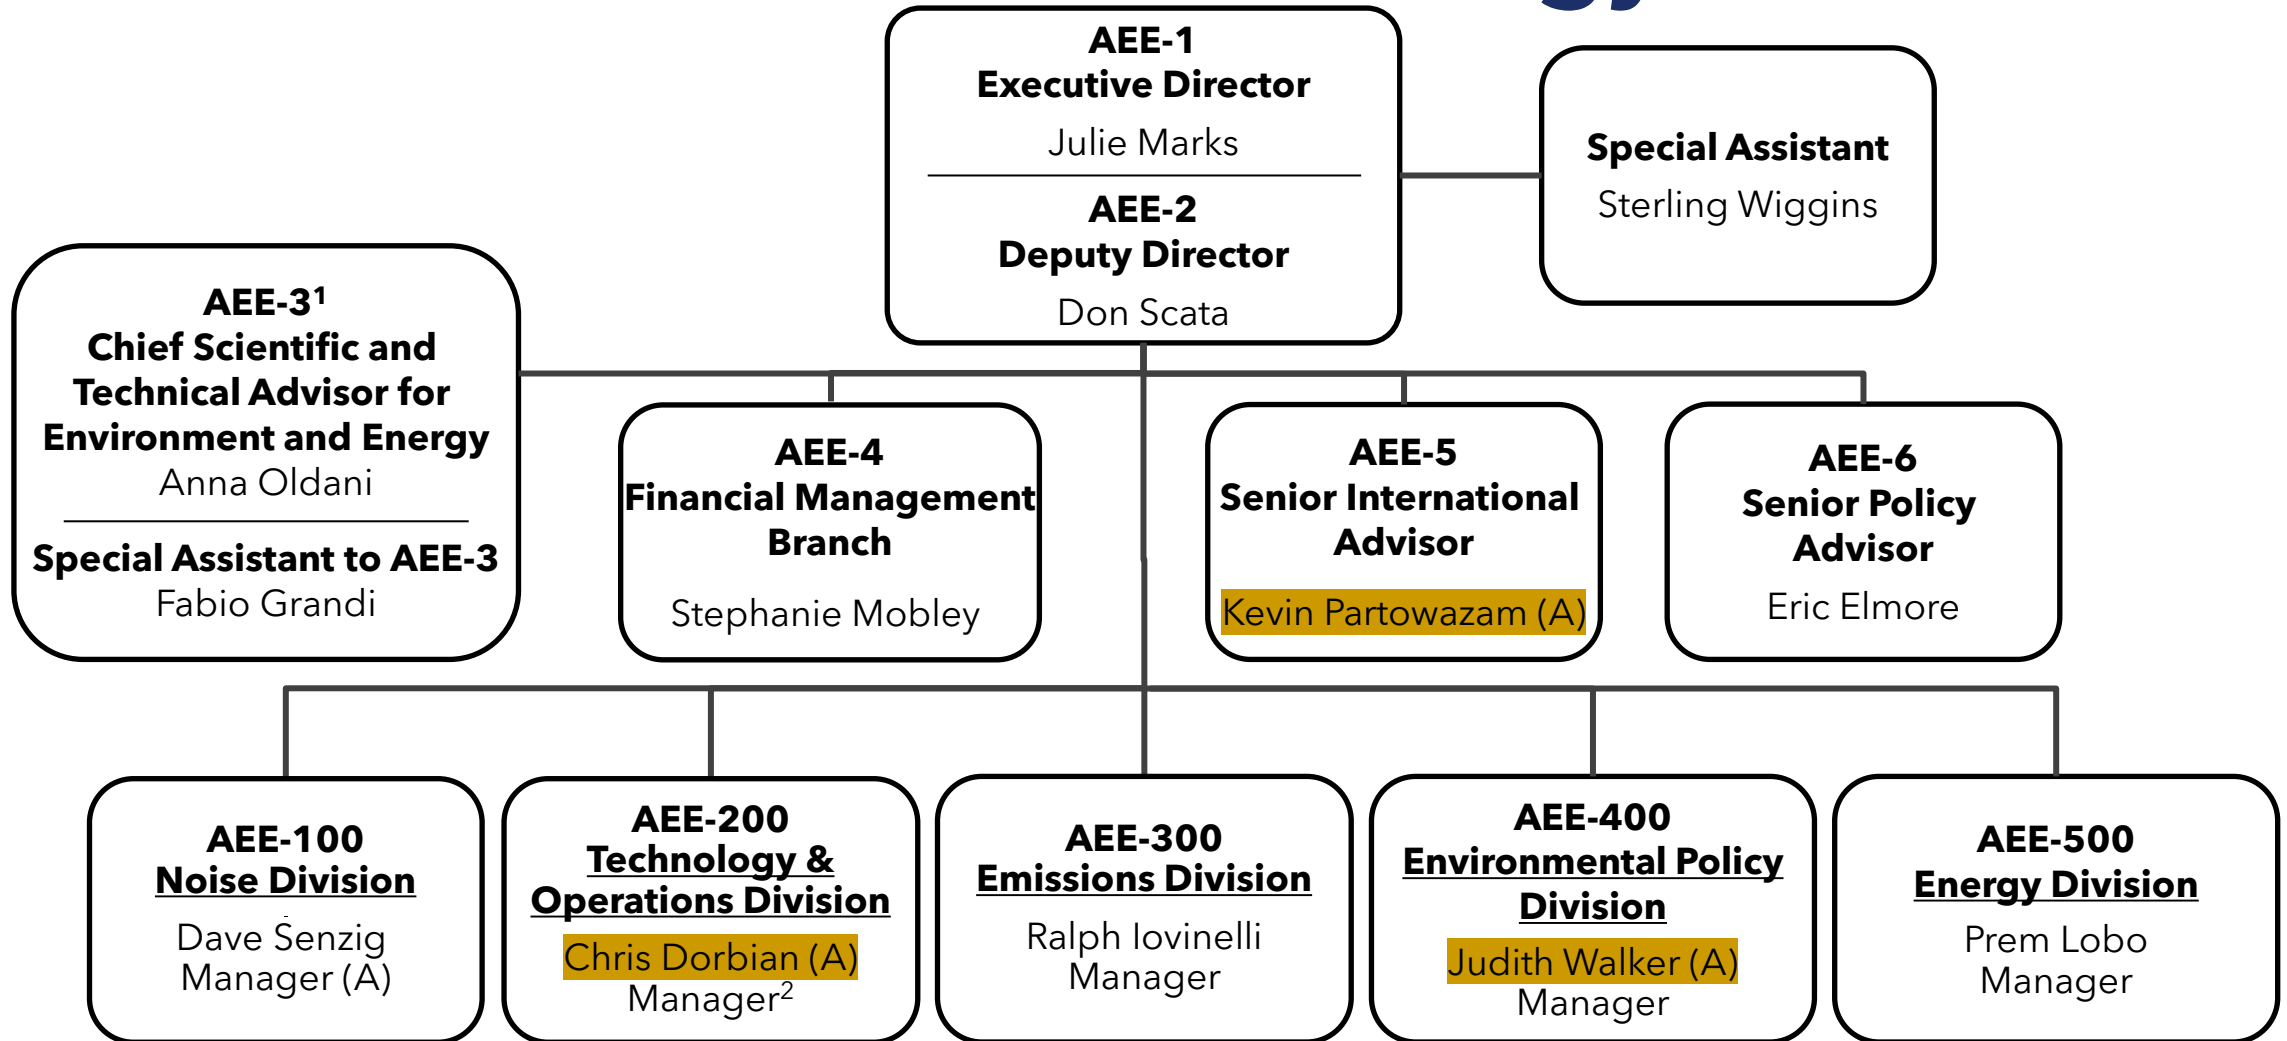 AEE-1
Executive Director
Julie Marks
AEE-2
Deputy Director
Don Scata
Special Assistant
Sterling Wiggins
AEE-3¹
Chief Scientific and
Technical Advisor for
Environment and Energy
Anna Oldani
Special Assistant to AEE-3
Fabio Grandi
AEE-4
Financial Management
Branch
Stephanie Mobley
AEE-5
Senior International
Advisor
Kevin Partowazam (A)
AEE-6
Senior Policy
Advisor
Eric Elmore
AEE-100
Noise Division
Dave Senzig
Manager (A)
AEE-200
Technology &
Operations Division
Chris Dorbian (A)
Manager²
AEE-300
Emissions Division
Ralph Iovinelli
Manager
AEE-400
Environmental Policy
Division
Judith Walker (A)
Manager
AEE-500
Energy Division
Prem Lobo
Manager